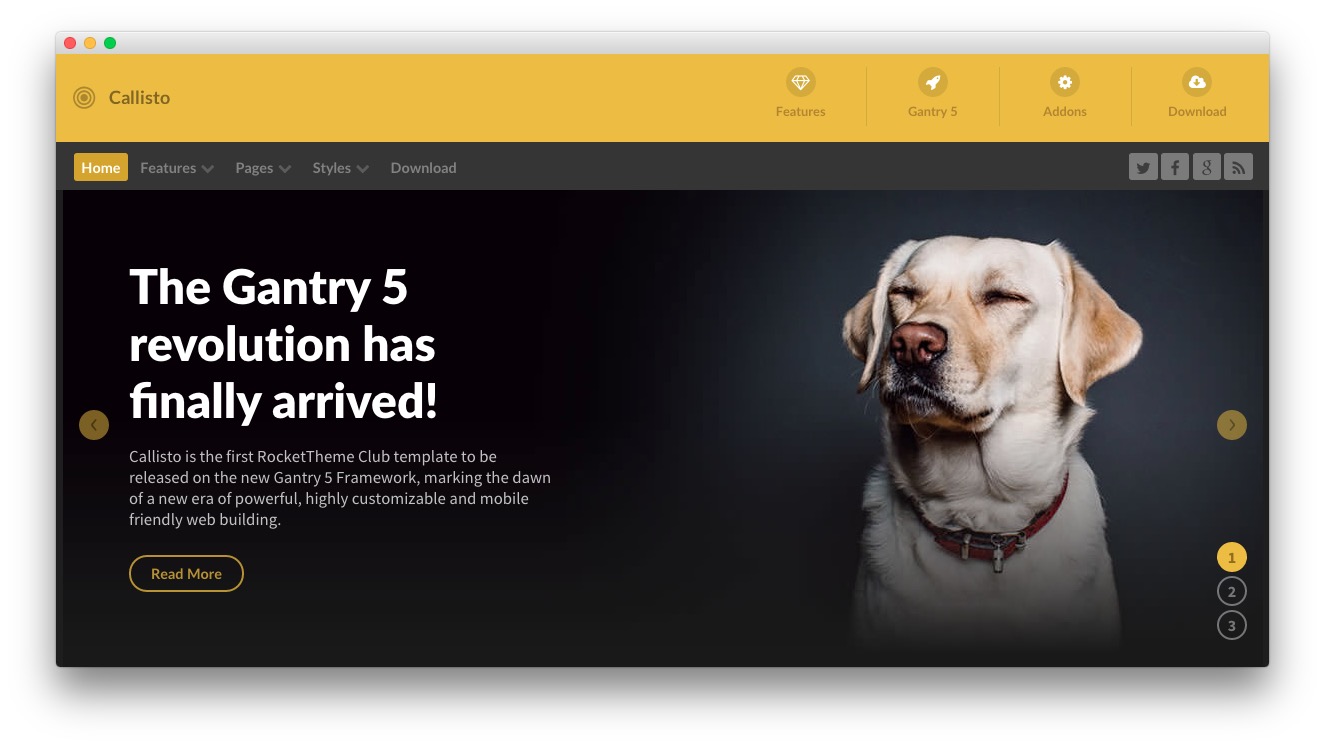 Callisto
Features
Gantry 5
Addons
Download
Home
Features
Pages
Styles
Download
The Gantry 5
revolution has
finally arrived!
Callisto is the first RocketTheme Club template to be
released on the new Gantry 5 Framework, marking the dawn
of a new era of powerful, highly customizable and mobile
friendly web building.
Read More
1
2
3